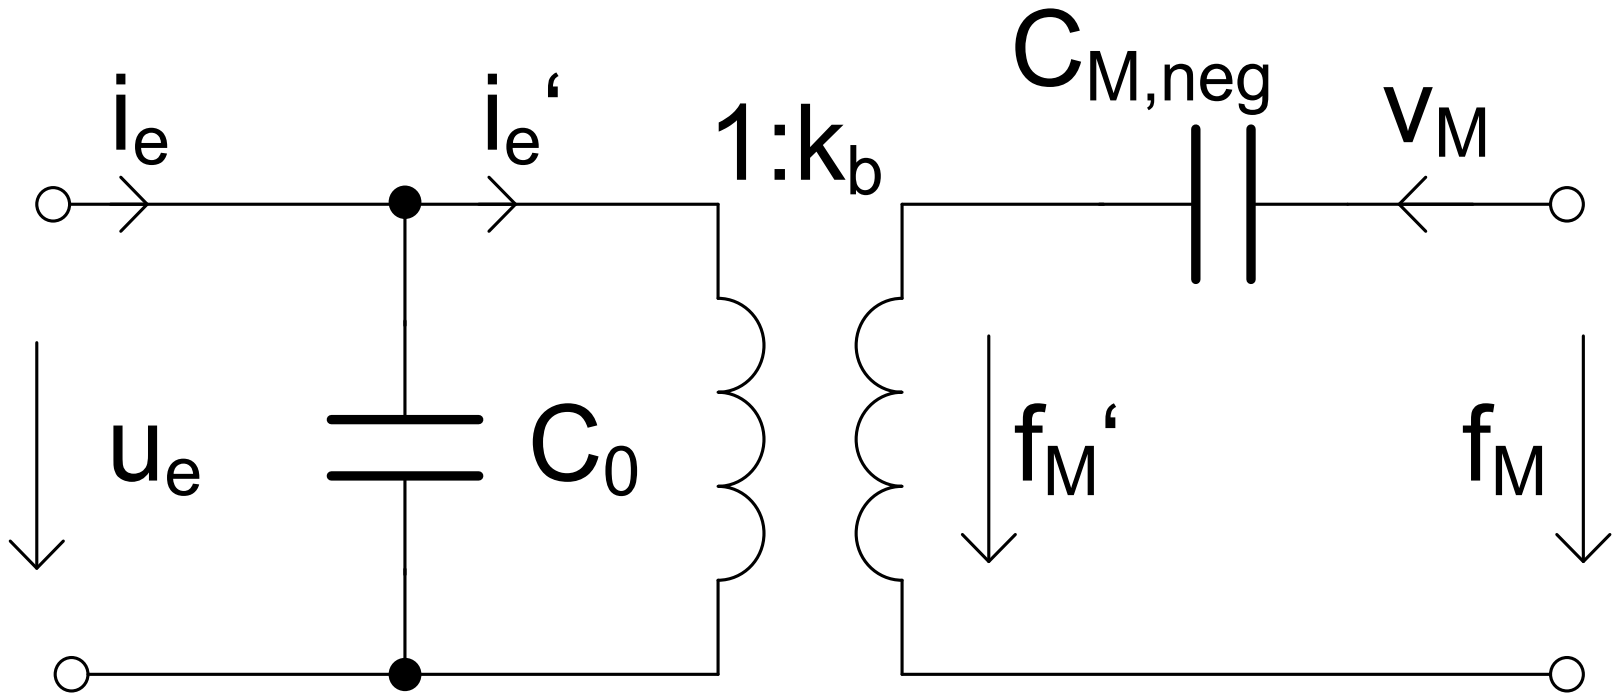 i_e
i_e‘
1:k_b
C_M,neg
v_M
u_e
C_0
f_M‘
f_M